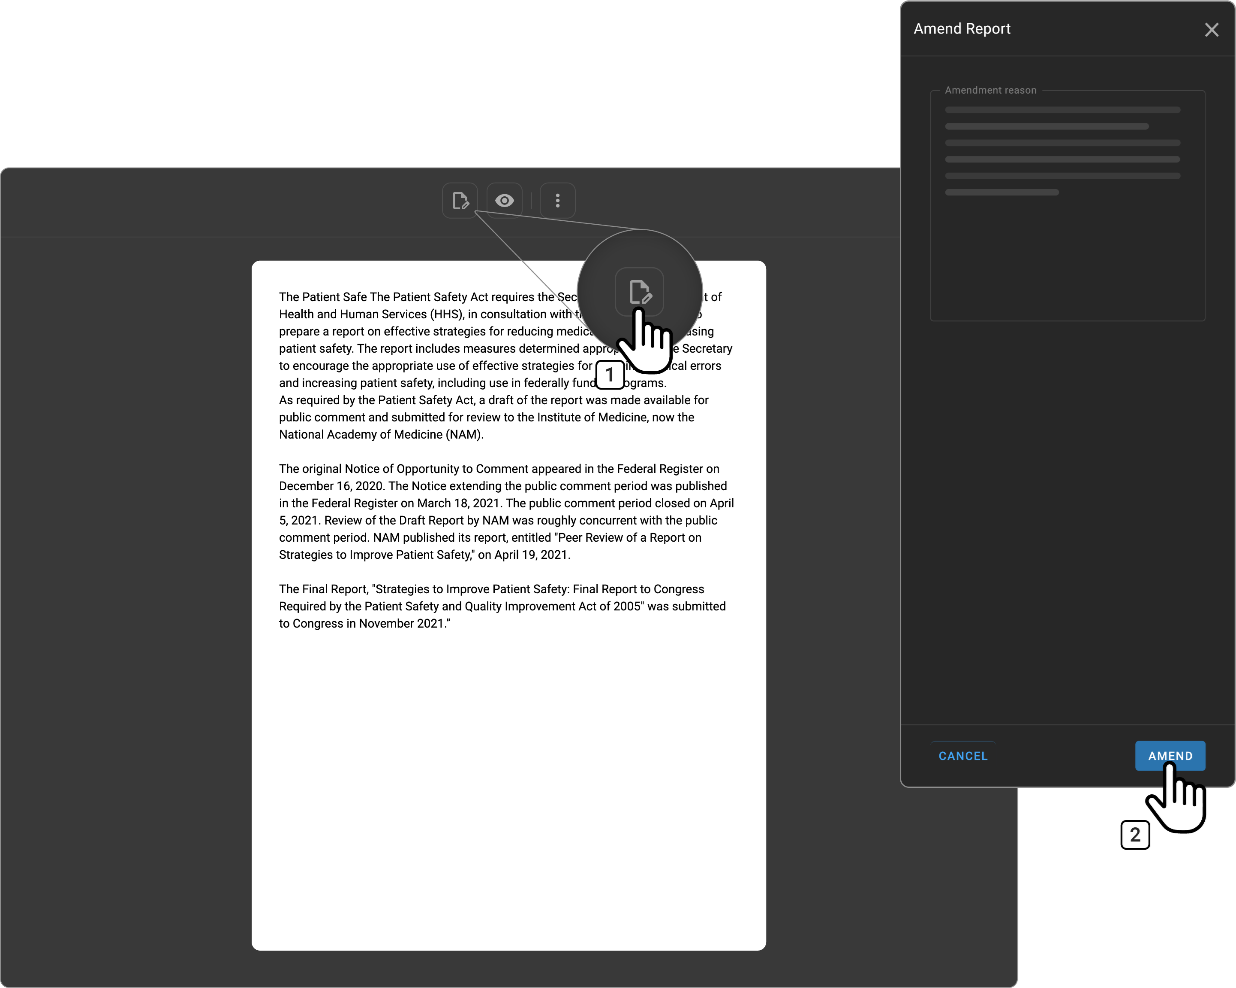 Amend Report
Amendment reason
The Patient Safe The Patient Safety Act requires the Sec t of
Health and Human Services (HHS), in consultation with t
prepare a report on effective strategies for reducing medic sing
patient safety. The report includes measures determined appr e Secretary
to encourage the appropriate use of effective strategies for cal errors
and increasing patient safety, including use in federally fun ograms.
1
As required by the Patient Safety Act, a draft of the report was made available for
public comment and submitted for review to the Institute of Medicine, now the
National Academy of Medicine (NAM).
The original Notice of Opportunity to Comment appeared in the Federal Register on
December 16, 2020. The Notice extending the public comment period was published
in the Federal Register on March 18, 2021. The public comment period closed on April
5, 2021. Review of the Draft Report by NAM was roughly concurrent with the public
comment period. NAM published its report, entitled "Peer Review of a Report on
Strategies to Improve Patient Safety," on April 19, 2021.
The Final Report, "Strategies to Improve Patient Safety: Final Report to Congress
Required by the Patient Safety and Quality Improvement Act of 2005" was submitted
to Congress in November 2021."
CANCEL
AMEND
2